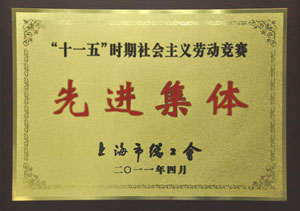 “十一五”时期社会主义劳动竞赛
先进集体
上海市总工会
二〇一一年四月